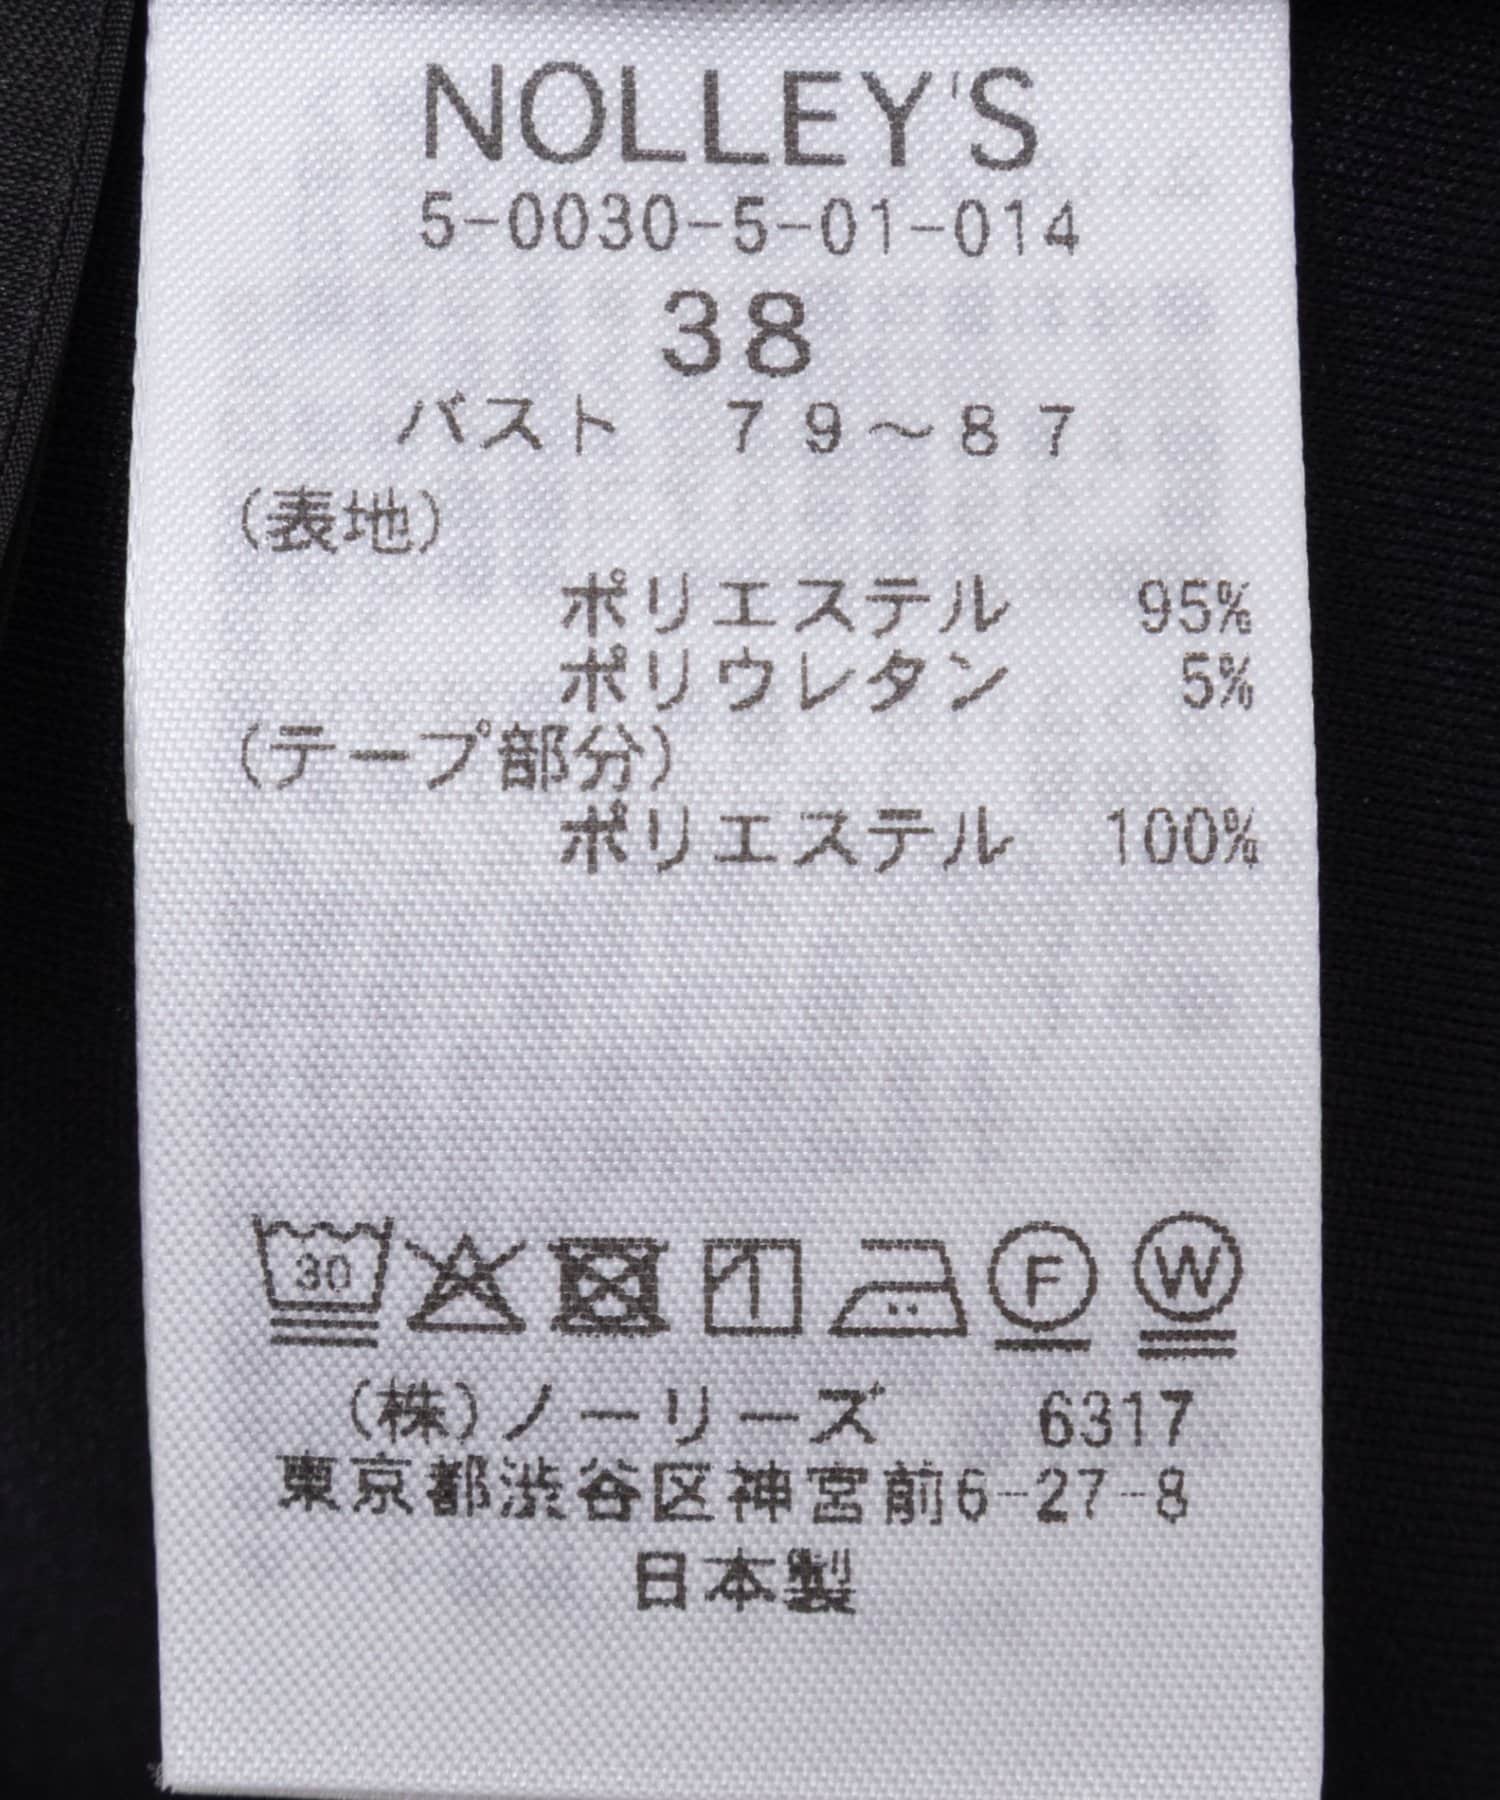 NOLLEY'S
5-0030-5-01-014
38
バスト 79～87
(表地)
ポリエステル 95%
ポリウレタン 5%
(テープ部分)
ポリエステル 100%
30 F W
(株)ノーリーズ 6317
東京都渋谷区神宮前6-27-8
日本製